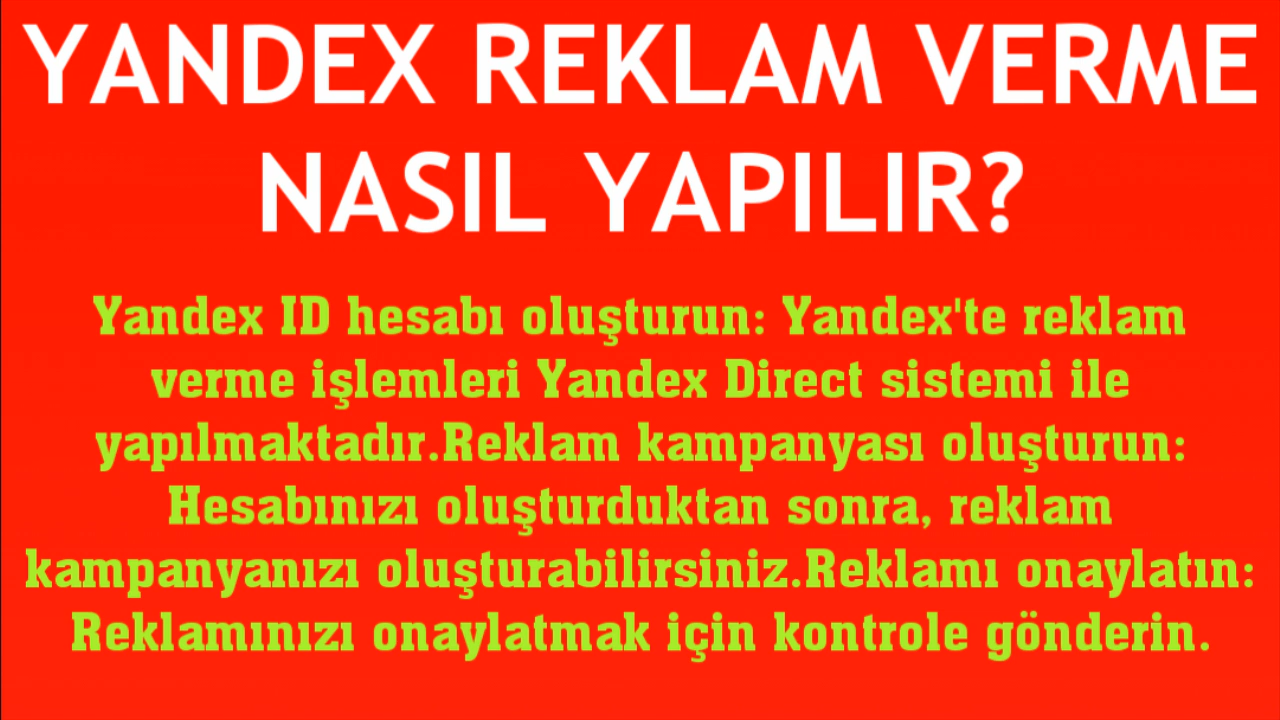 YANDEX REKLAM VERME
NASIL YAPILIR?
Yandex ID hesabı oluşturun: Yandex'te reklam
verme işlemleri Yandex Direct sistemi ile
yapılmaktadır.Reklam kampanyası oluşturun:
Hesabınızı oluşturduktan sonra, reklam
kampanyanızı oluşturabilirsiniz.Reklamı onaylatın:
Reklamınızı onaylatmak için kontrole gönderin.